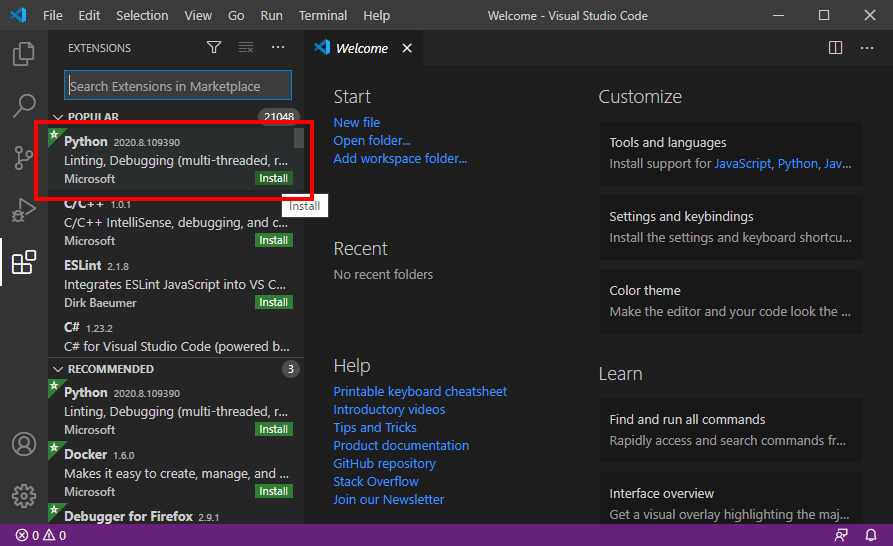 File Edit Selection View Go Run Terminal Help Welcome - Visual Studio Code
EXTENSIONS
Search Extensions in Marketplace
POPULAR 21048
Python 2020.8.109390
Linting, Debugging (multi-threaded, r...
Microsoft Install
Install
C/C++ 1.0.1
C/C++ IntelliSense, debugging, and c...
Microsoft Install
ESLint 2.1.8
Integrates ESLint JavaScript into VS C...
Dirk Baeumer Install
C# 1.23.2
C# for Visual Studio Code (powered b...
RECOMMENDED 3
Python 2020.8.109390
Linting, Debugging (multi-threaded, r...
Microsoft Install
Docker 1.6.0
Makes it easy to create, manage, and ...
Microsoft Install
Debugger for Firefox 2.9.1
Welcome
Start
New file
Open folder...
Add workspace folder...
Recent
No recent folders
Help
Printable keyboard cheatsheet
Introductory videos
Tips and Tricks
Product documentation
GitHub repository
Stack Overflow
Join our Newsletter
Customize
Tools and languages
Install support for JavaScript, Python, Jav...
Settings and keybindings
Install the settings and keyboard shortcu...
Color theme
Make the editor and your code look the ...
Learn
Find and run all commands
Rapidly access and search commands fr...
Interface overview
Get a visual overlay highlighting the maj...
0 0